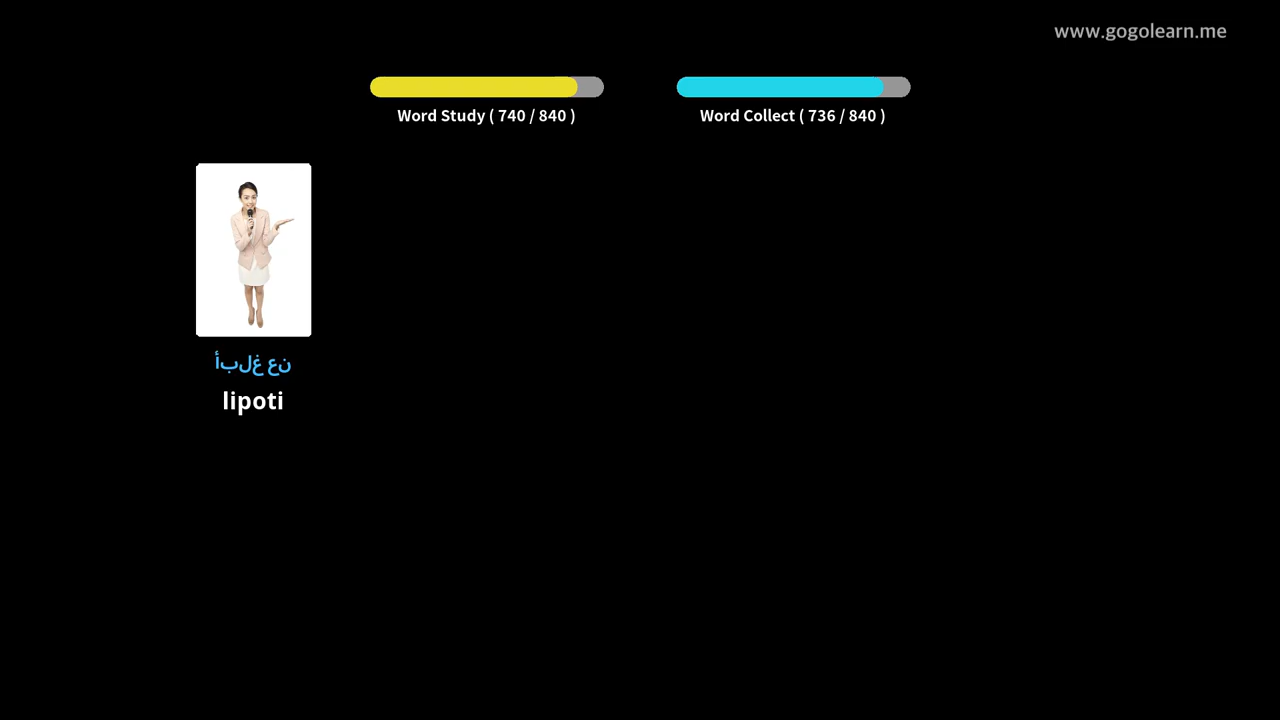 www.gogolearn.me
Word Study ( 740 / 840 )
Word Collect ( 736 / 840 )
أبلغ عن
lipoti